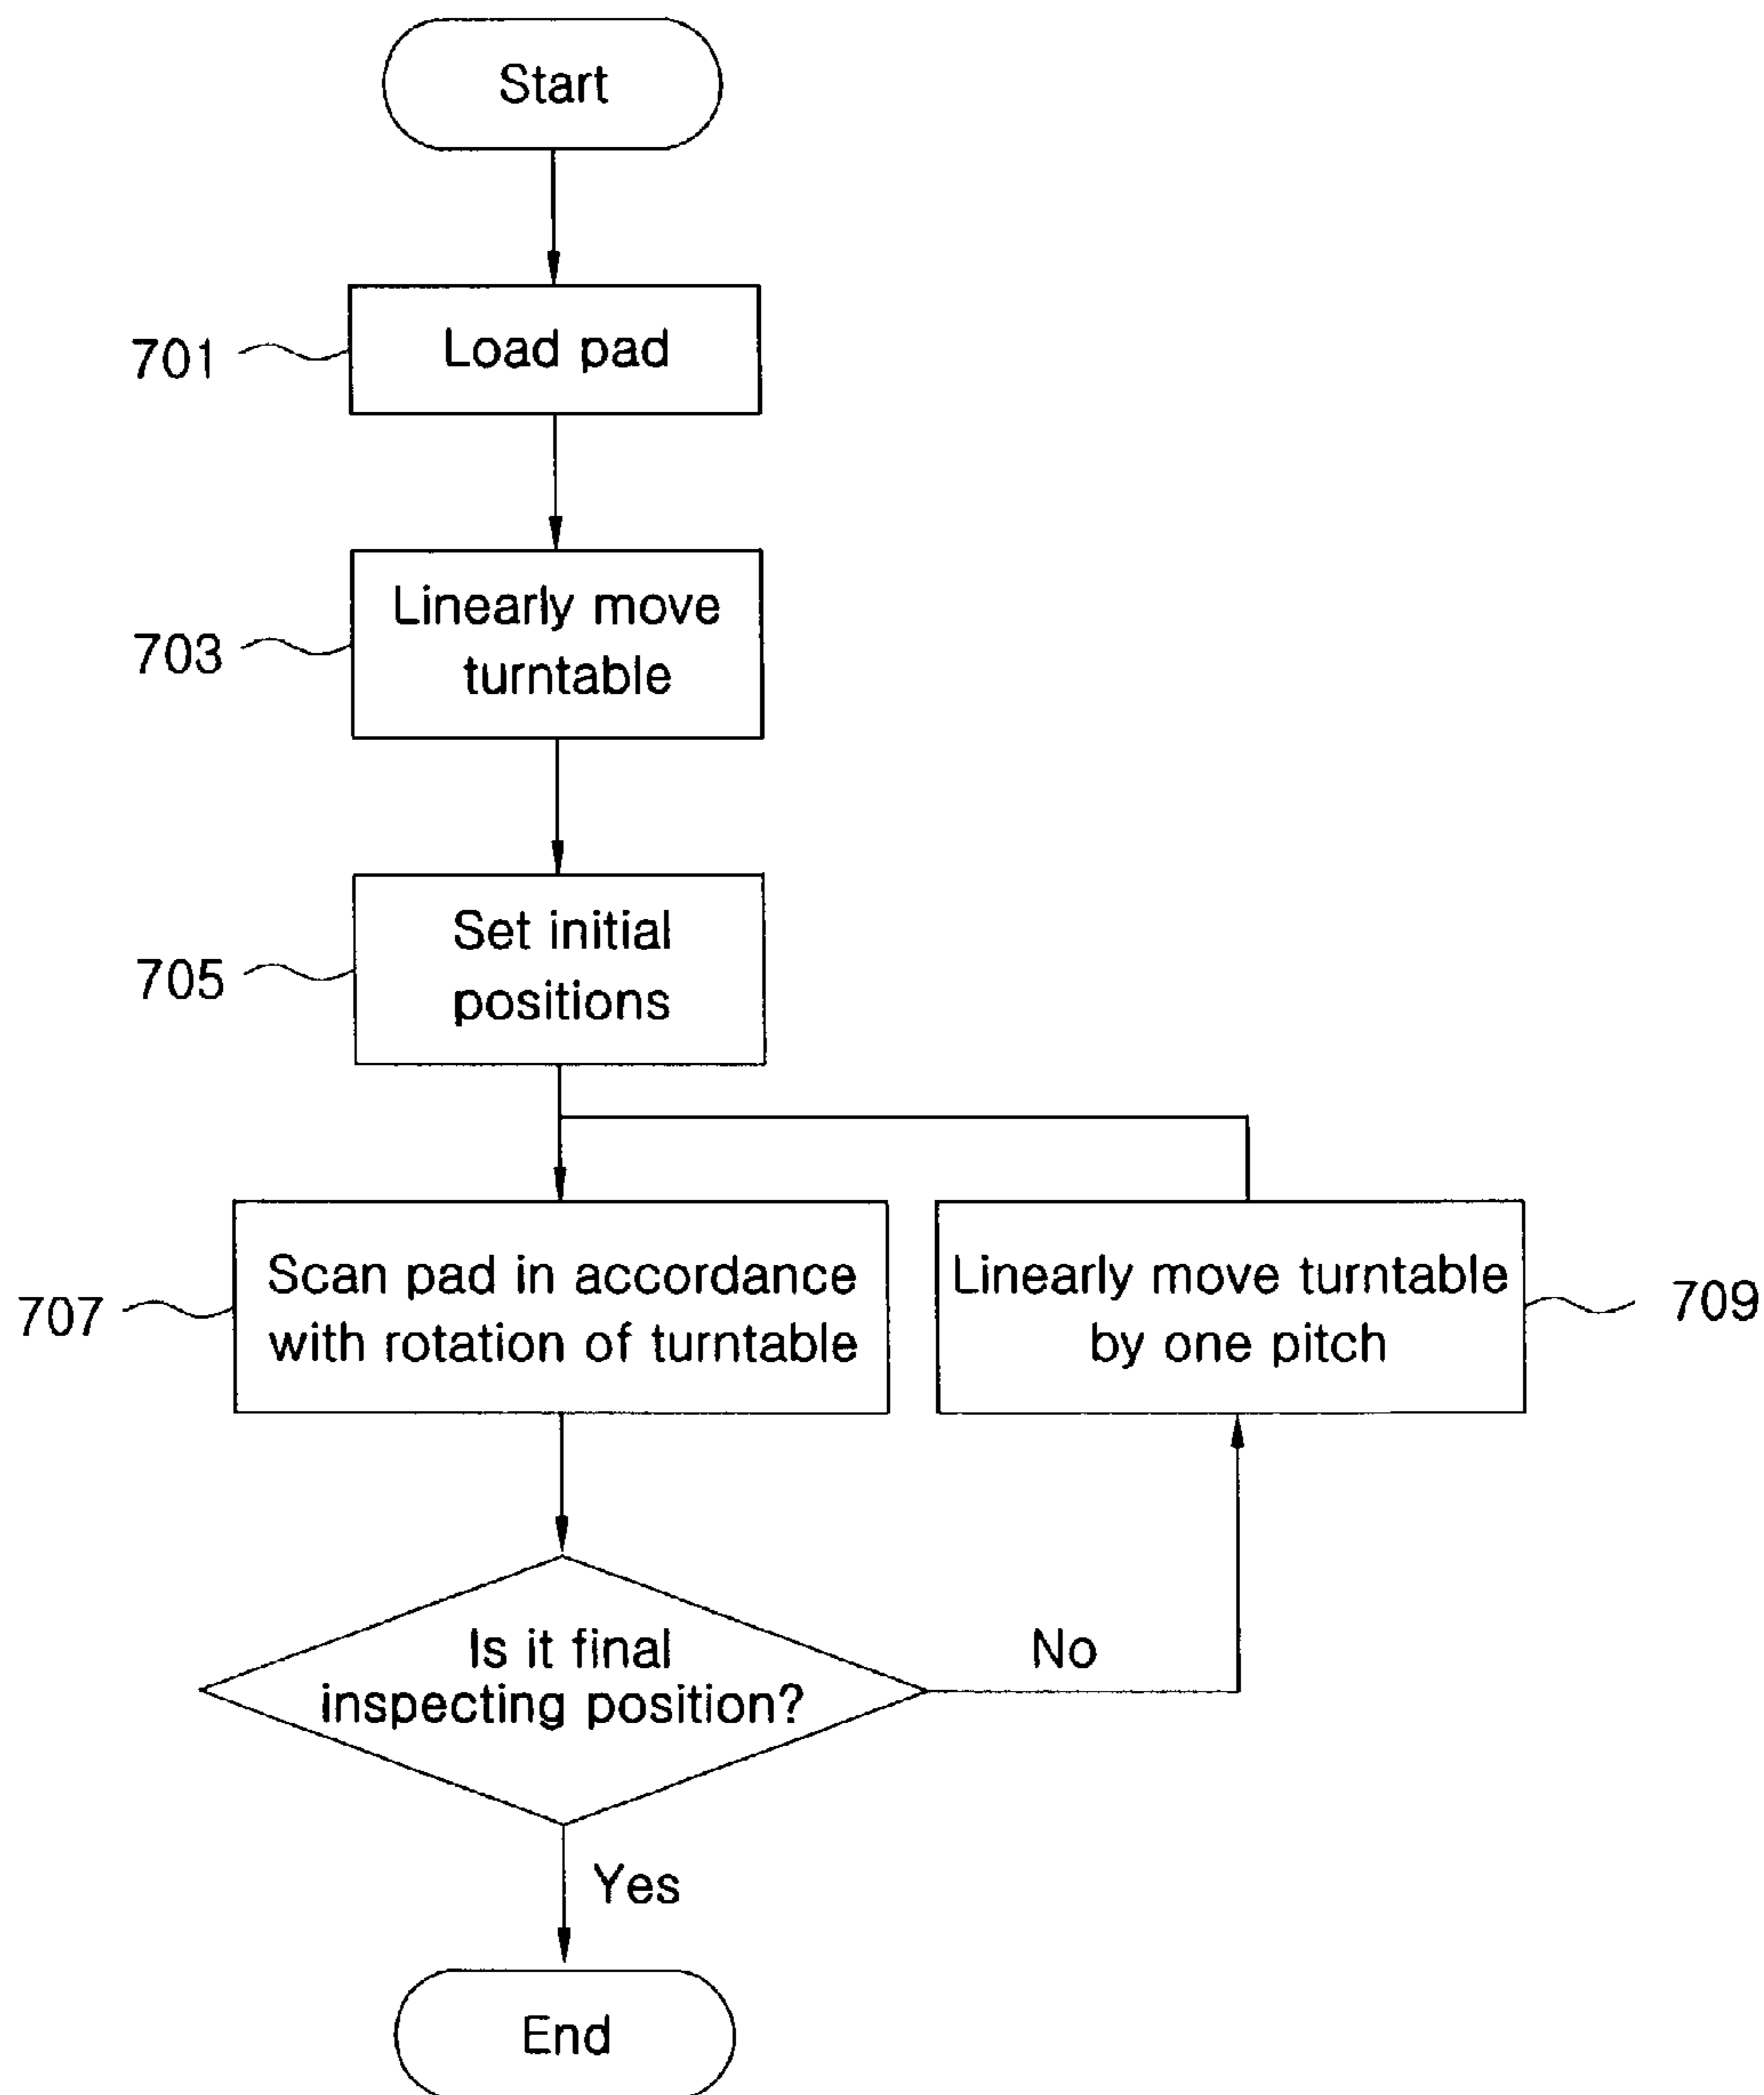 Start
701
Load pad
703
Linearly move
turntable
705
Set initial
positions
707
Scan pad in accordance
with rotation of turntable
Linearly move turntable
by one pitch
709
Is it final
inspecting position?
No
Yes
End